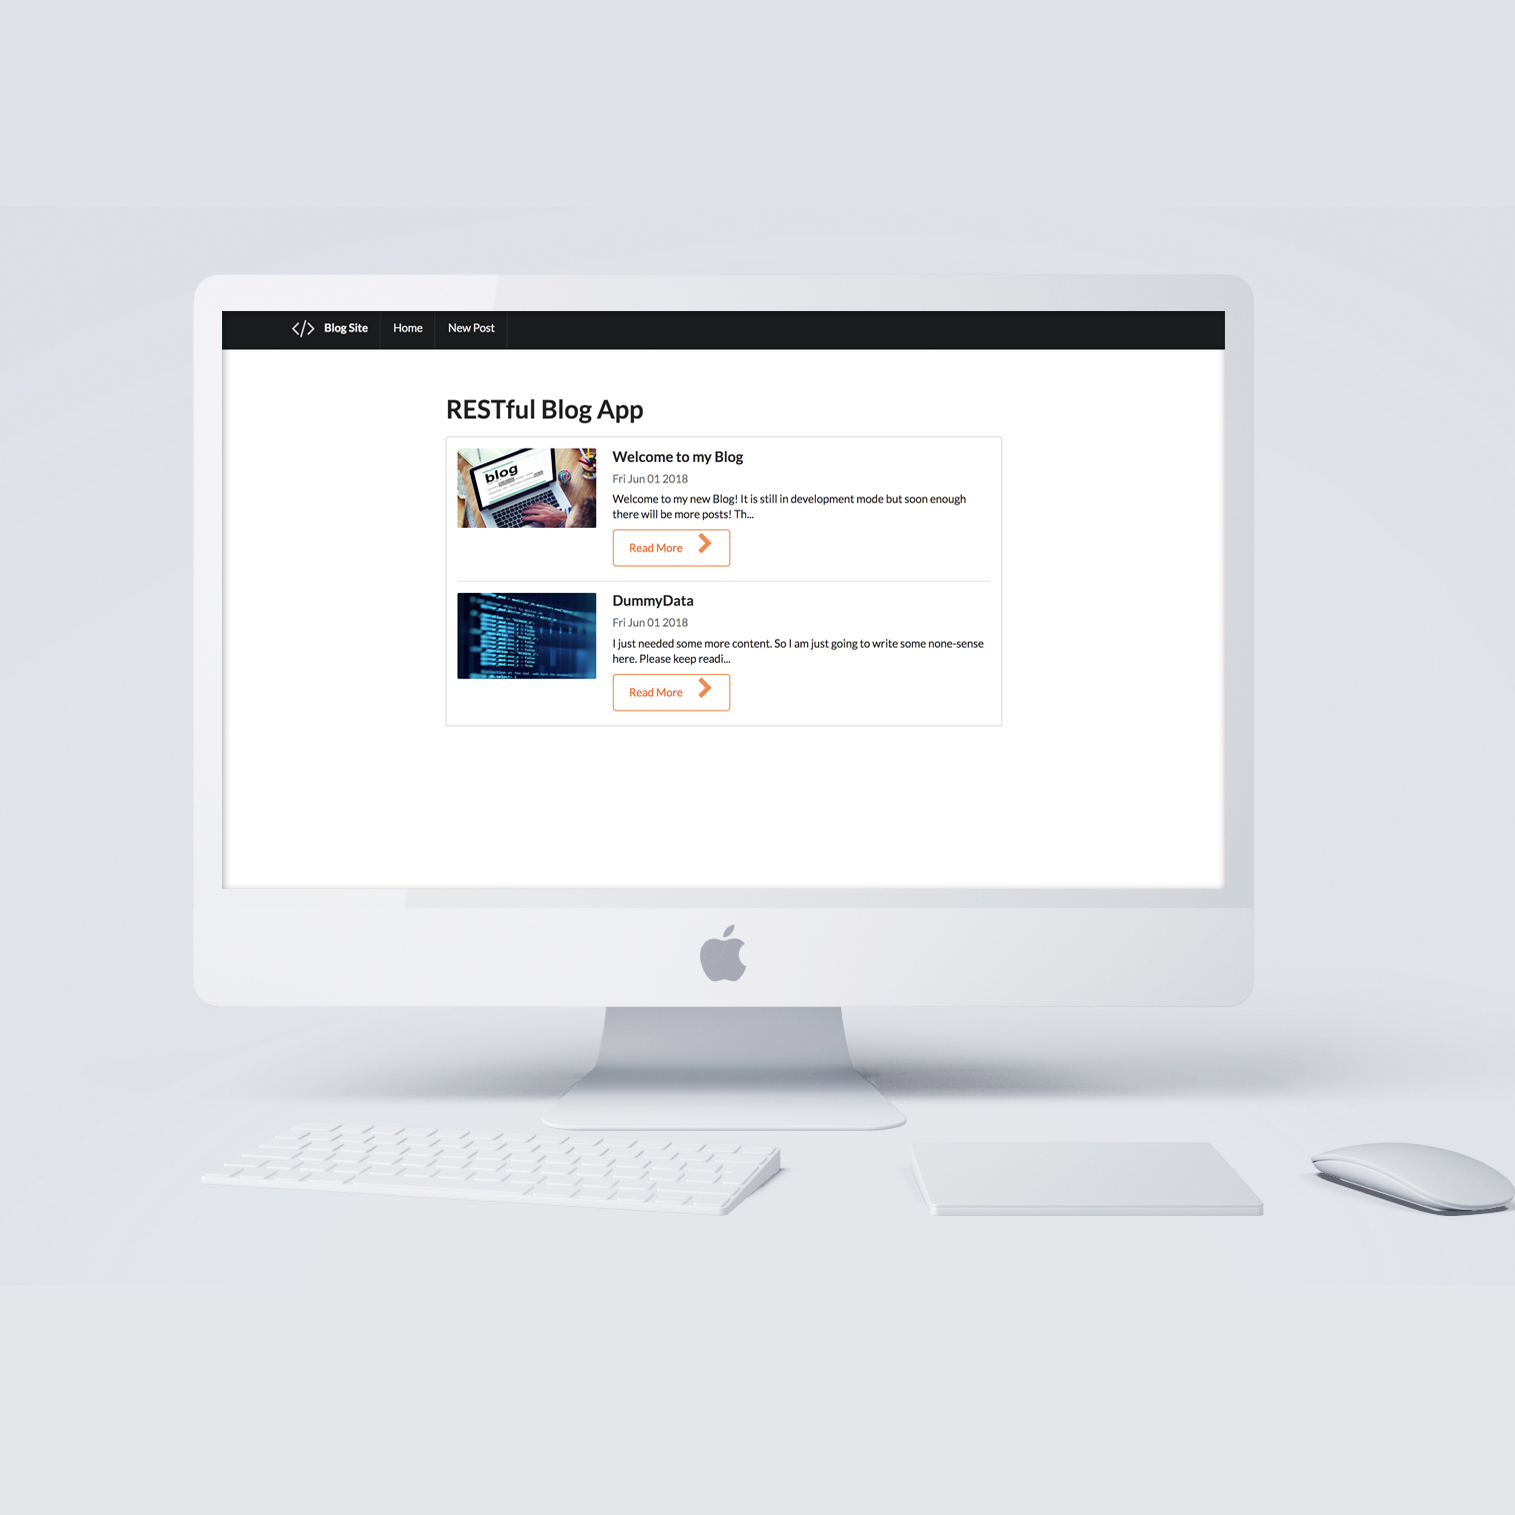 </> Blog Site Home New Post
RESTful Blog App
blog
Welcome to my Blog
Fri Jun 01 2018
Welcome to my new Blog! It is still in development mode but soon enough
there will be more posts! Th...
Read More
DummyData
Fri Jun 01 2018
I just needed some more content. So I am just going to write some none-sense
here. Please keep readi...
Read More